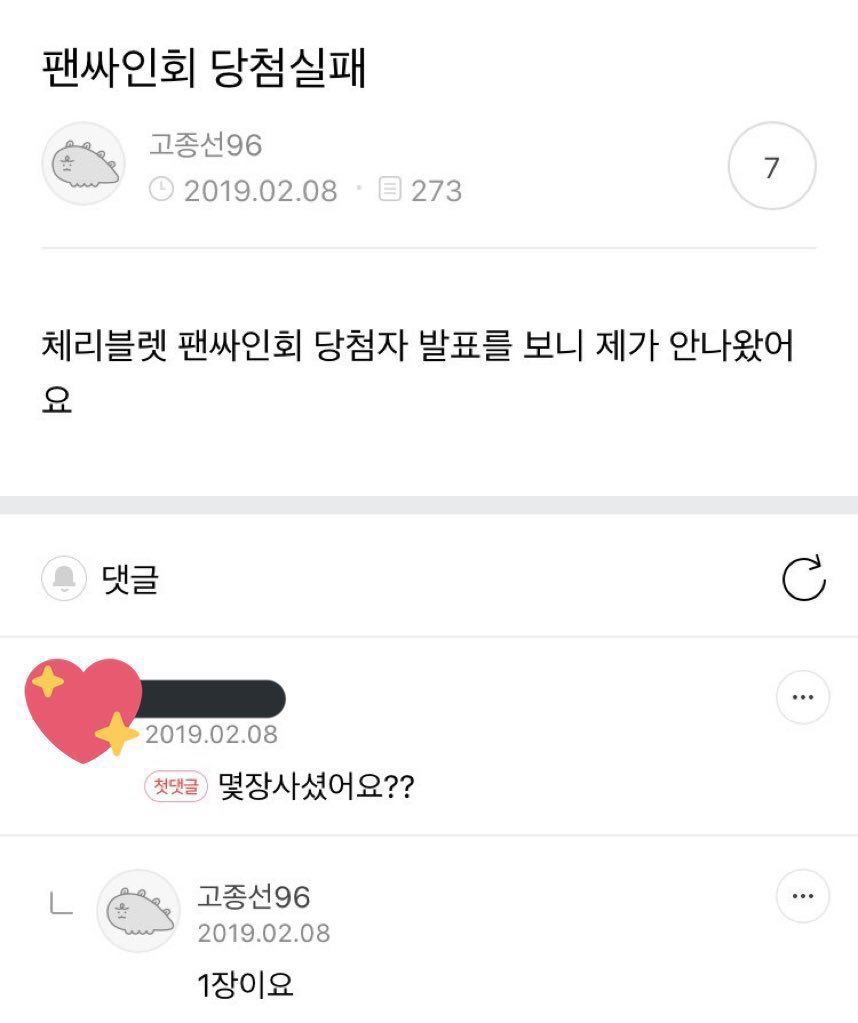 팬싸인회 당첨실패
고종선96
2019.02.08 · 273
7
체리블렛 팬싸인회 당첨자 발표를 보니 제가 안나왔어
요
댓글
2019.02.08
첫댓글 몇장사셨어요??
고종선96
2019.02.08
1장이요